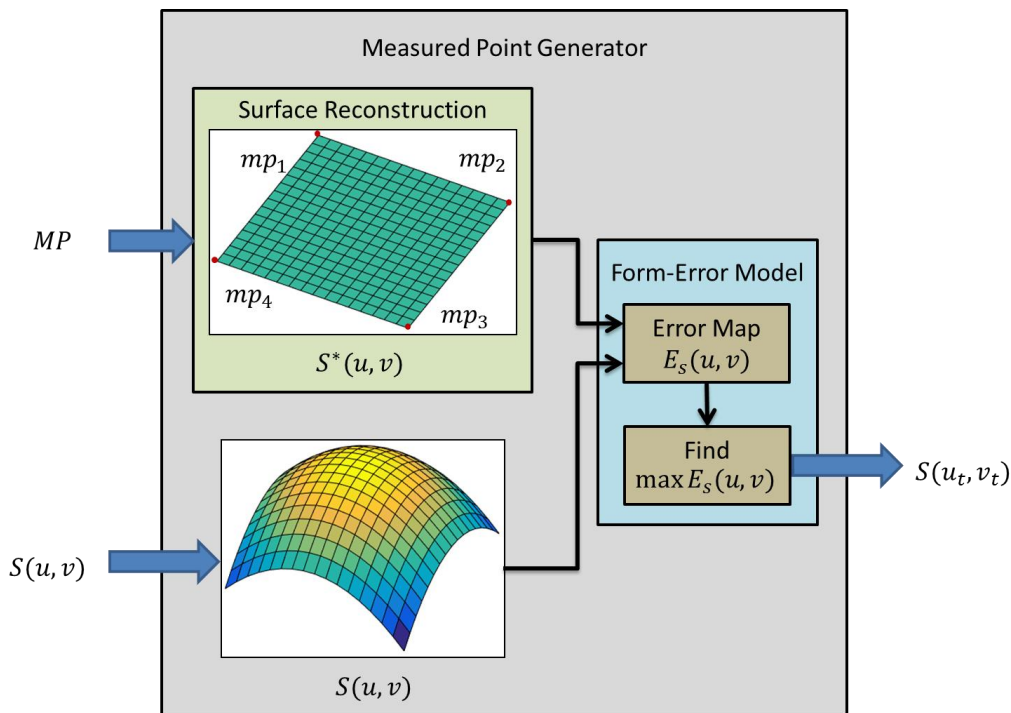 Measured Point Generator
Surface Reconstruction
mp₁
mp₂
mp₄
mp₃
S*(u, v)
MP
Form-Error Model
Error Map
Eₛ(u, v)
Find
max Eₛ(u, v)
S(uₜ, vₜ)
S(u, v)
S(u, v)